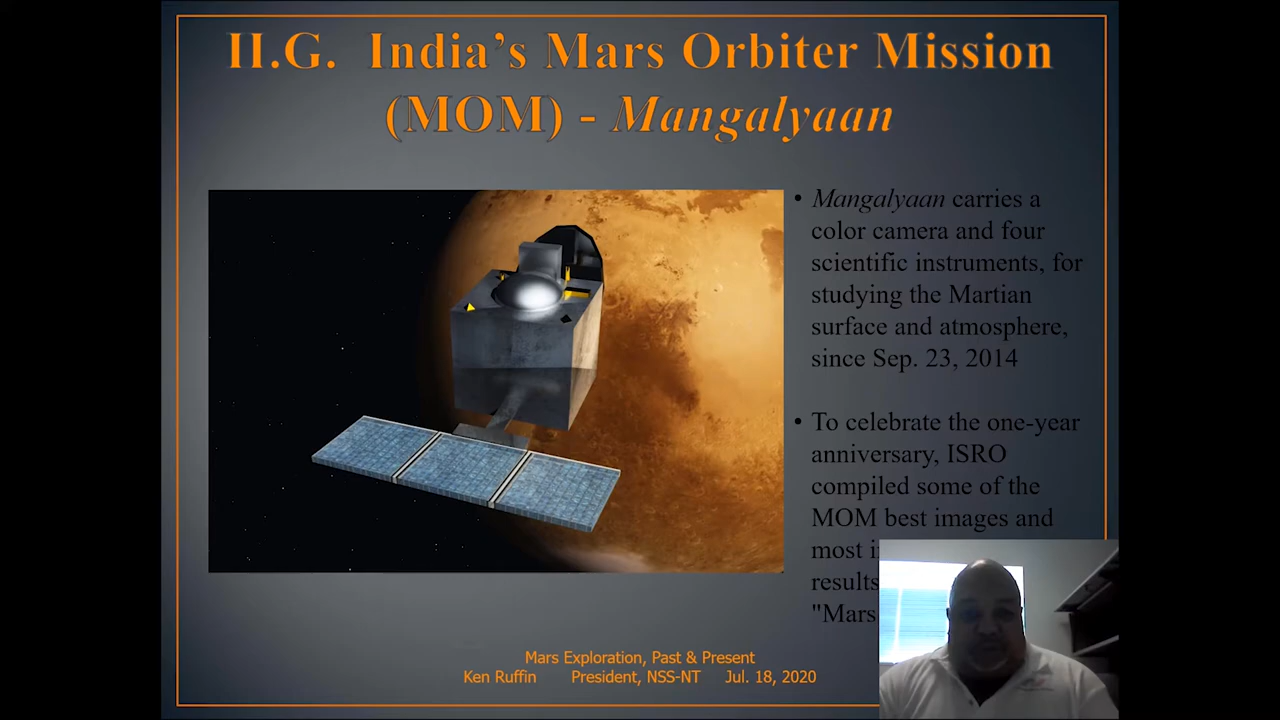 II.G. India's Mars Orbiter Mission
(MOM) - Mangalyaan
• Mangalyaan carries a
color camera and four
scientific instruments, for
studying the Martian
surface and atmosphere,
since Sep. 23, 2014
• To celebrate the one-year
anniversary, ISRO
compiled some of the
MOM best images and
most
results
"Mars
Mars Exploration, Past & Present
Ken Ruffin President, NSS-NT Jul. 18, 2020